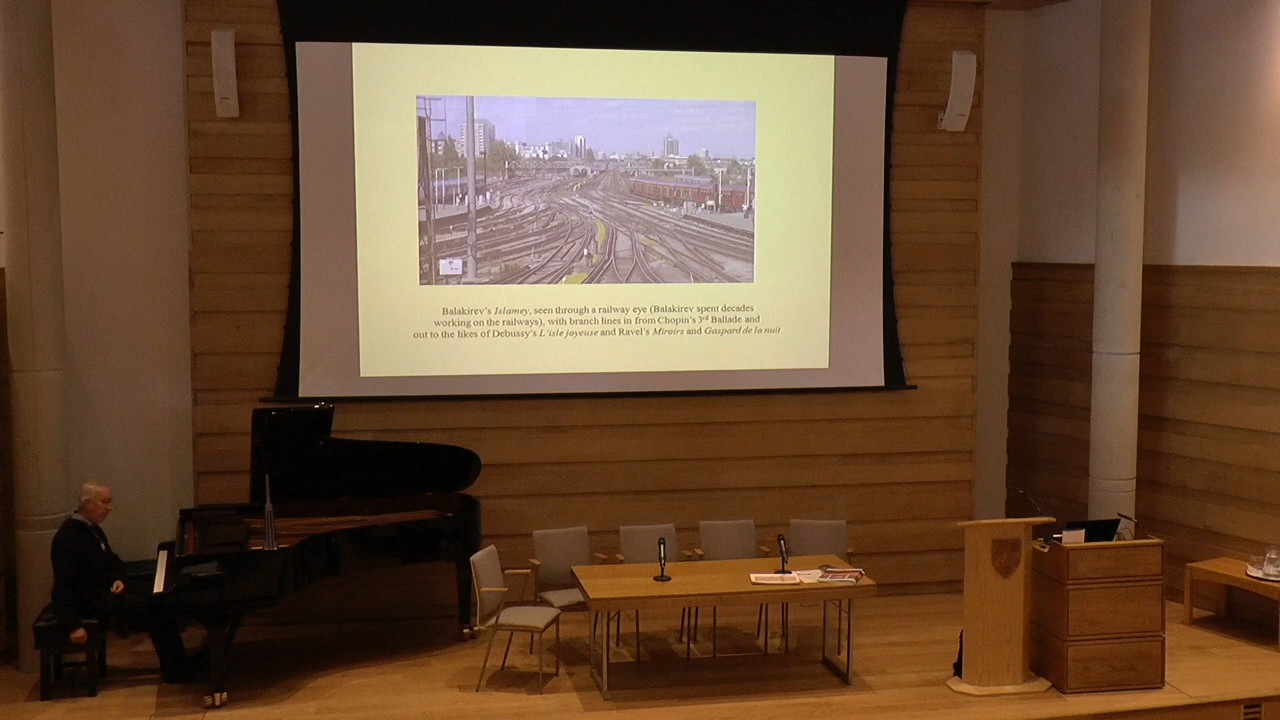 Balakirev's Islamey, seen through a railway eye (Balakirev spent decades
working on the railways), with branch lines in from Chopin's 3rd Ballade and
out to the likes of Debussy's L'isle joyeuse and Ravel's Miroirs and Gaspard de la nuit